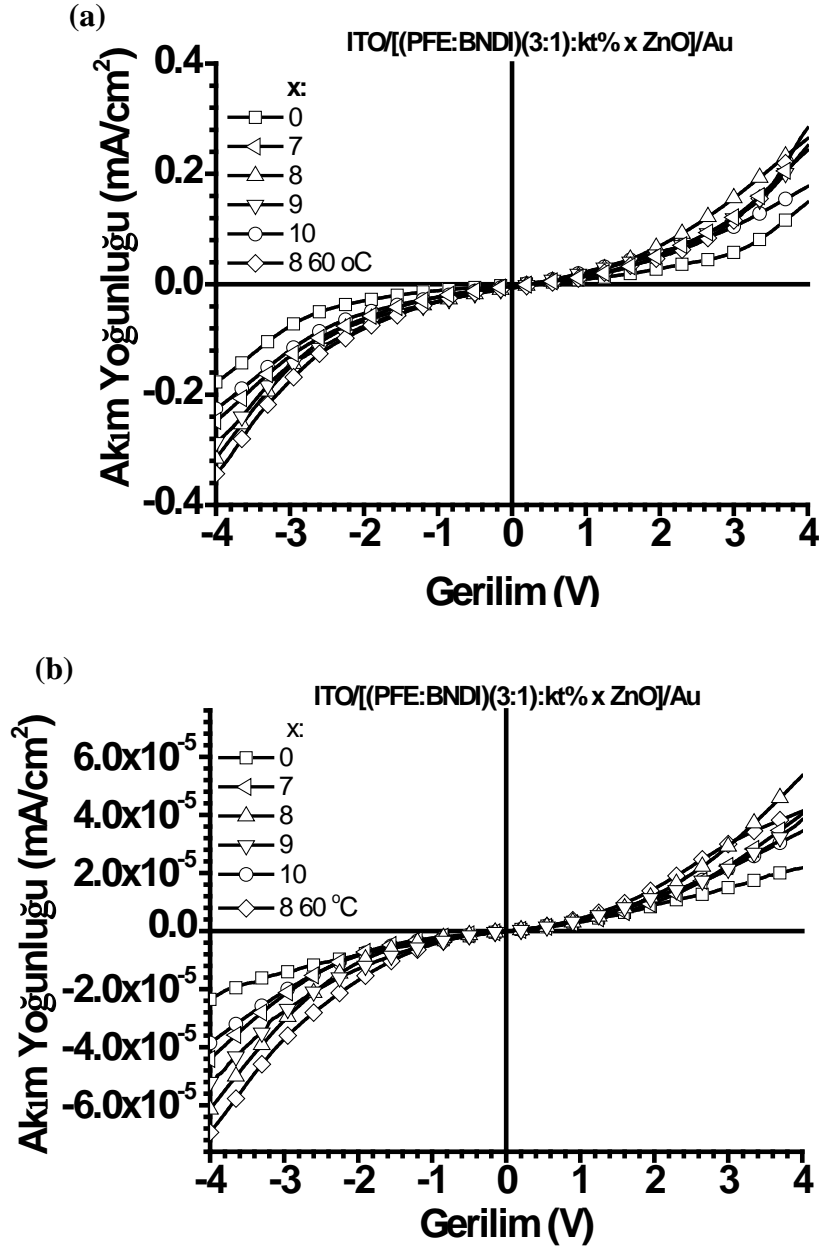 (a)
ITO/[(PFE:BNDI)(3:1):kt% x ZnO]/Au
x:
0
7
8
9
10
8 60 oC
0.4
0.2
0.0
-0.2
-0.4
-4 -3 -2 -1 0 1 2 3 4
Akım Yoğunluğu (mA/cm²)
Gerilim (V)
(b)
ITO/[(PFE:BNDI)(3:1):kt% x ZnO]/Au
x:
0
7
8
9
10
8 60 °C
6.0x10⁻⁵
4.0x10⁻⁵
2.0x10⁻⁵
0.0
-2.0x10⁻⁵
-4.0x10⁻⁵
-6.0x10⁻⁵
-4 -3 -2 -1 0 1 2 3 4
Akım Yoğunluğu (mA/cm²)
Gerilim (V)